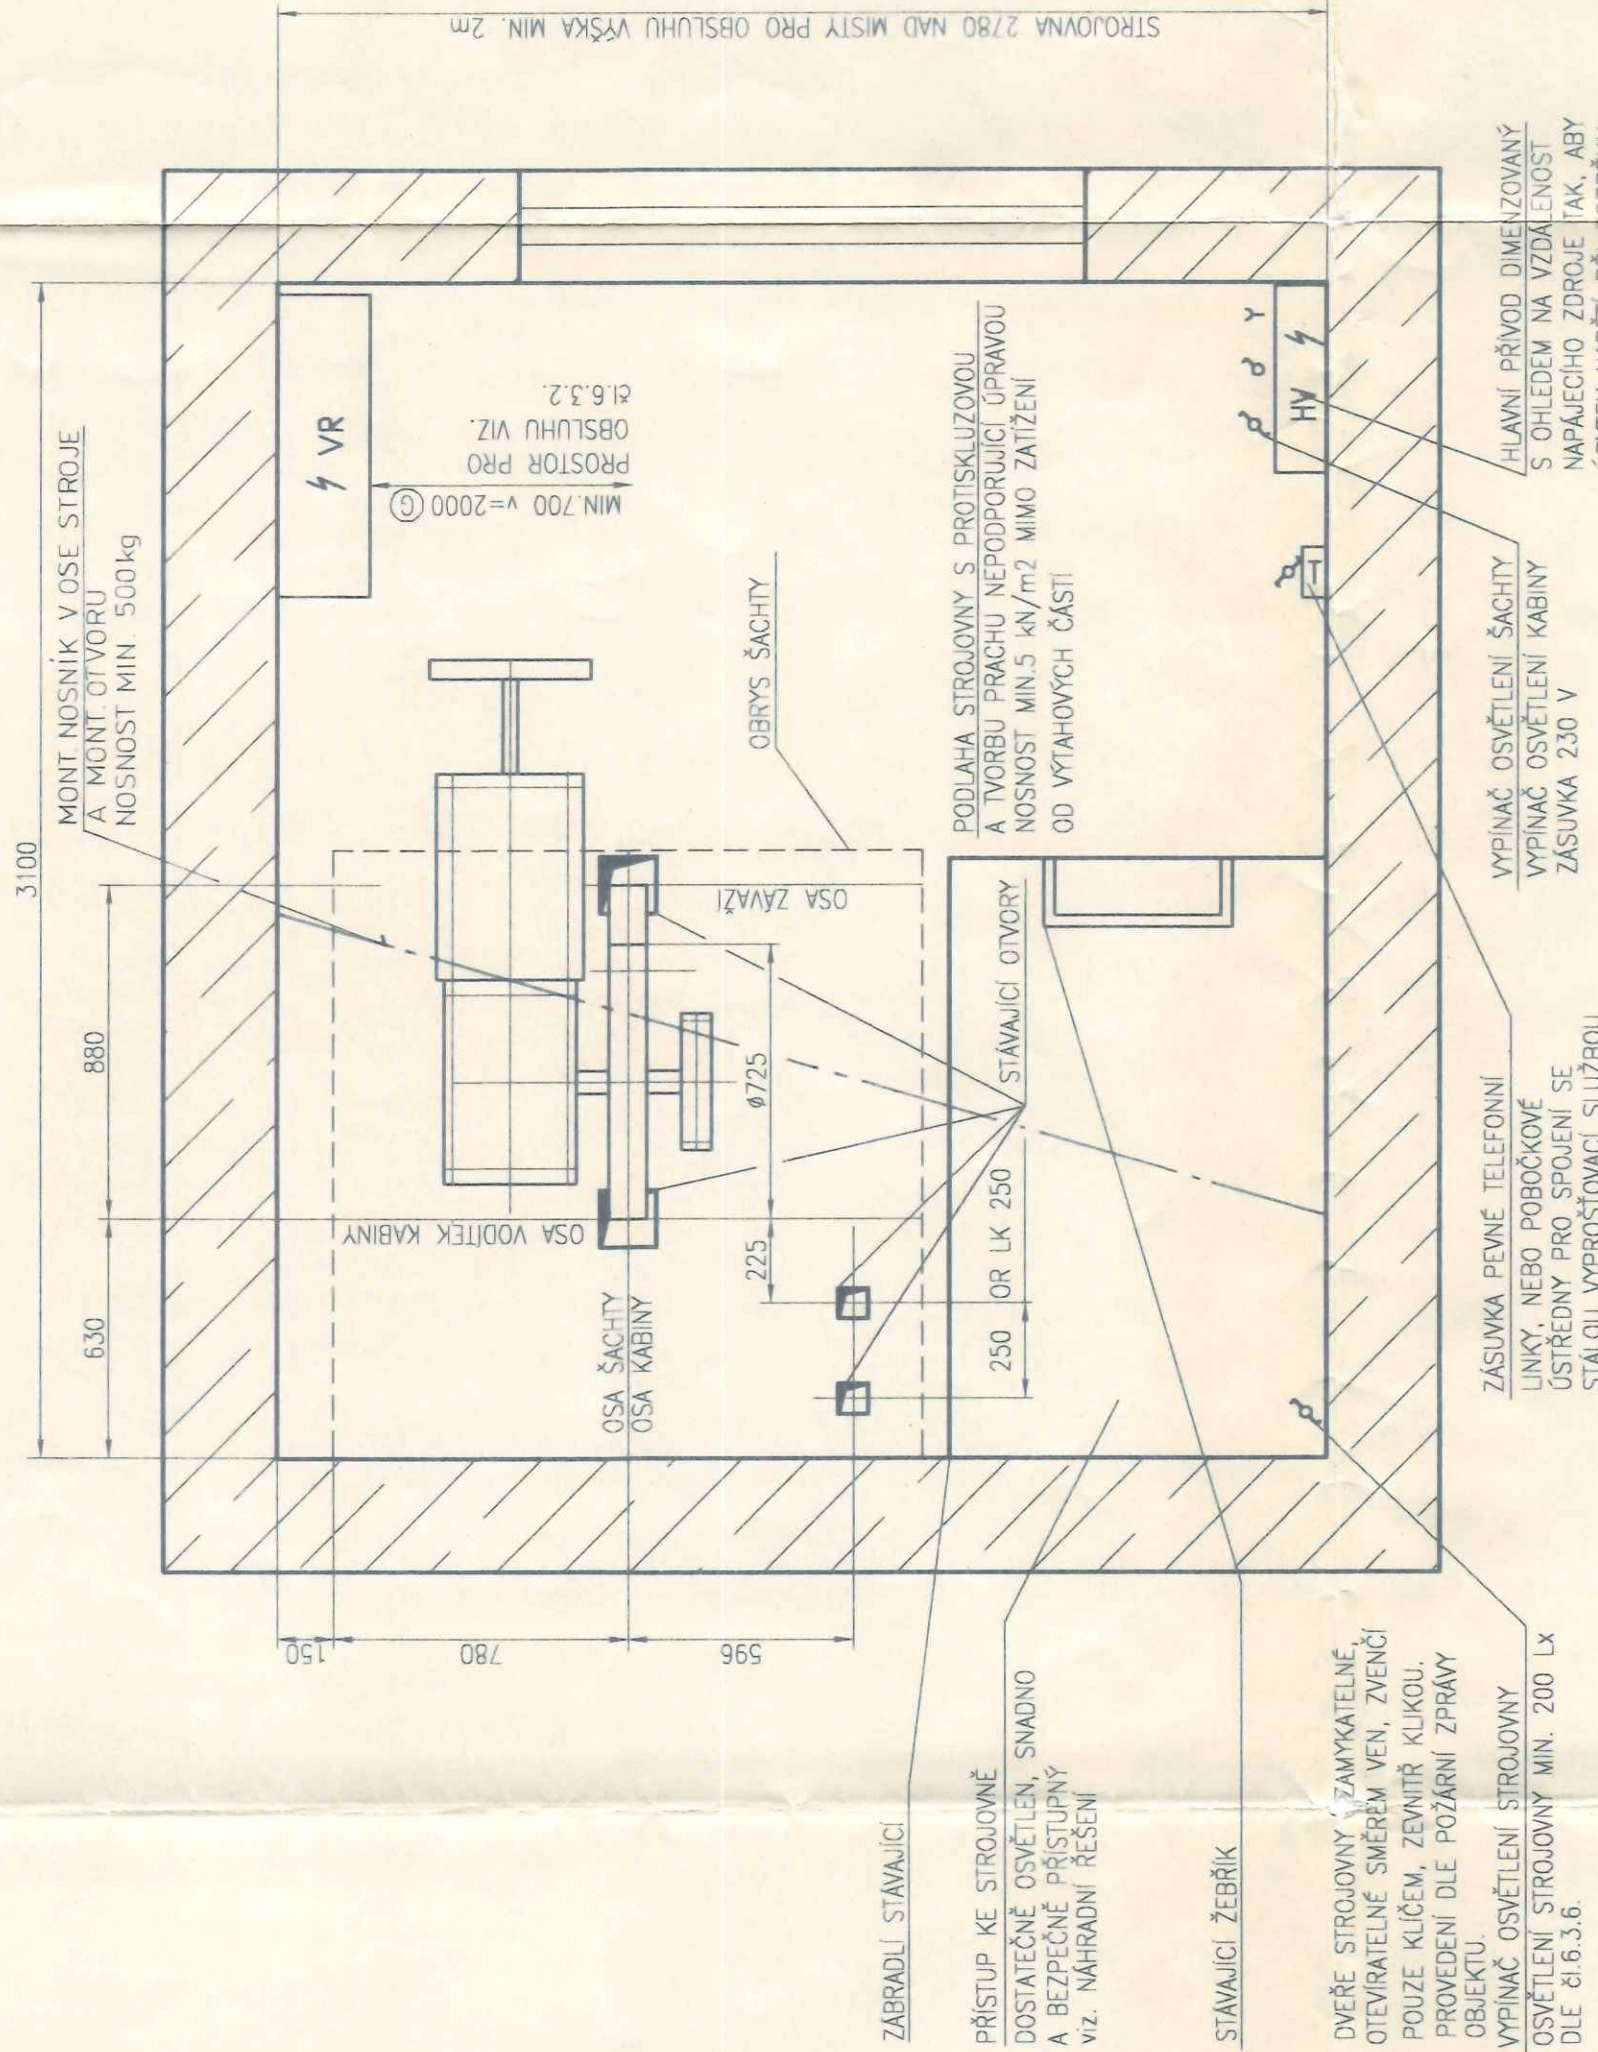 3100
880
630
MONT. NOSNÍK V OSE STROJE
A MONT. OTVORU
NOSNOST MIN. 500kg
STROJOVNA 2780 NAD MÍSTY PRO OBSLUHU VÝŠKA MIN. 2m
VR
MIN.700 v=2000 G
PROSTOR PRO
OBSLUHU VIZ.
čl.6.3.2.
OBRYS ŠACHTY
OSA ZÁVAŽÍ
OSA VODÍTEK KABINY
OSA ŠACHTY
OSA KABINY
ø725
225
250
OR LK 250
STÁVAJÍCÍ OTVORY
PODLAHA STROJOVNY S PROTISKLUZOVOU
A TVORBU PRACHU NEPODPORUJÍCÍ ÚPRAVOU
NOSNOST MIN.5 kN/m2 MIMO ZATÍŽENÍ
OD VÝTAHOVÝCH ČÁSTÍ
HV
T
150
780
596
ZÁBRADLÍ STÁVAJÍCÍ
PŘÍSTUP KE STROJOVNĚ
DOSTATEČNĚ OSVĚTLEN, SNADNO
A BEZPEČNĚ PŘÍSTUPNÝ
viz. NÁHRADNÍ ŘEŠENÍ
STÁVAJÍCÍ ŽEBŘÍK
DVEŘE STROJOVNY ZAMYKATELNÉ,
OTEVÍRATELNÉ SMĚREM VEN, ZVENČÍ
POUZE KLÍČEM, ZEVNITŘ KLIKOU.
PROVEDENÍ DLE POŽÁRNÍ ZPRÁVY
OBJEKTU.
VYPÍNAČ OSVĚTLENÍ STROJOVNY
OSVĚTLENÍ STROJOVNY MIN. 200 Lx
DLE čl.6.3.6.
ZÁSUVKA PEVNÉ TELEFONNÍ
LINKY, NEBO POBOČKOVÉ
ÚSTŘEDNY PRO SPOJENÍ SE
STÁLOU VYPROŠŤOVACÍ SLUŽBOU
VYPÍNAČ OSVĚTLENÍ ŠACHTY
VYPÍNAČ OSVĚTLENÍ KABINY
ZÁSUVKA 230 V
HLAVNÍ PŘÍVOD DIMENZOVANÝ
S OHLEDEM NA VZDÁLENOST
NAPÁJECÍHO ZDROJE TAK, ABY